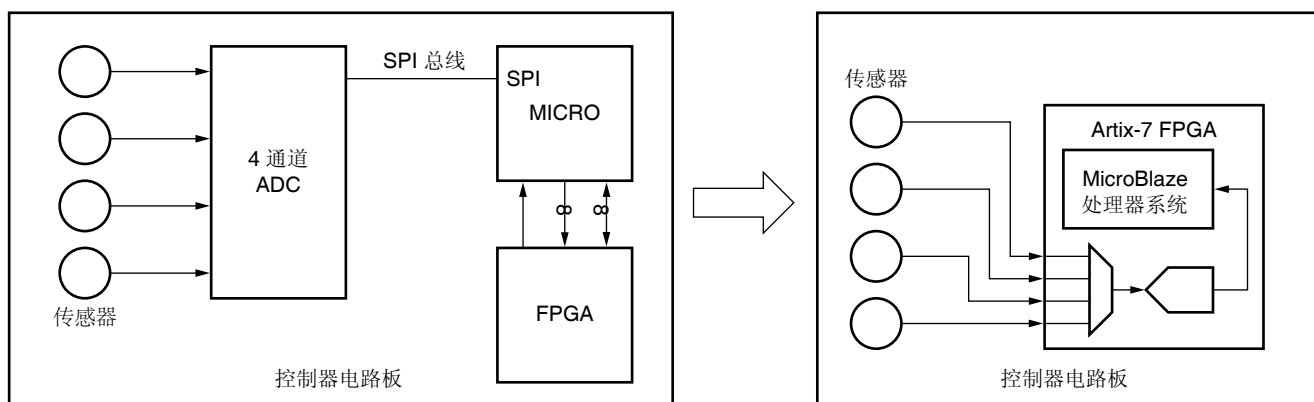 SPI 总线
SPI
MICRO
4 通道
ADC
8
8
FPGA
传感器
控制器电路板
传感器
Artix-7 FPGA
MicroBlaze
处理器系统
控制器电路板